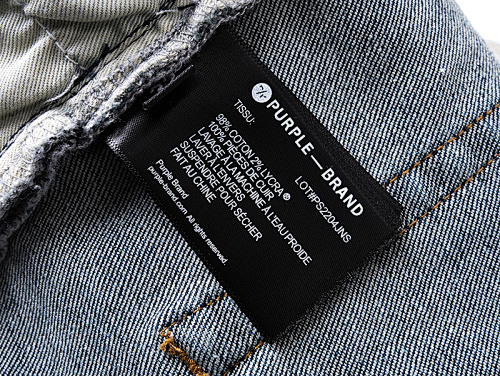 PURPLE—BRAND
TISSU: LOT#PS2204JNS
98% COTON 2% LYCRA®
100% PIECE DE CUIR
LAVAGE A LA MACHINE A L'EAU FROIDE
LAVER A L'ENVERS
SUSPENDRE POUR SÉCHER
FAIT AU CHINE
Purple Brand
purple-brand.com All rights reserved.